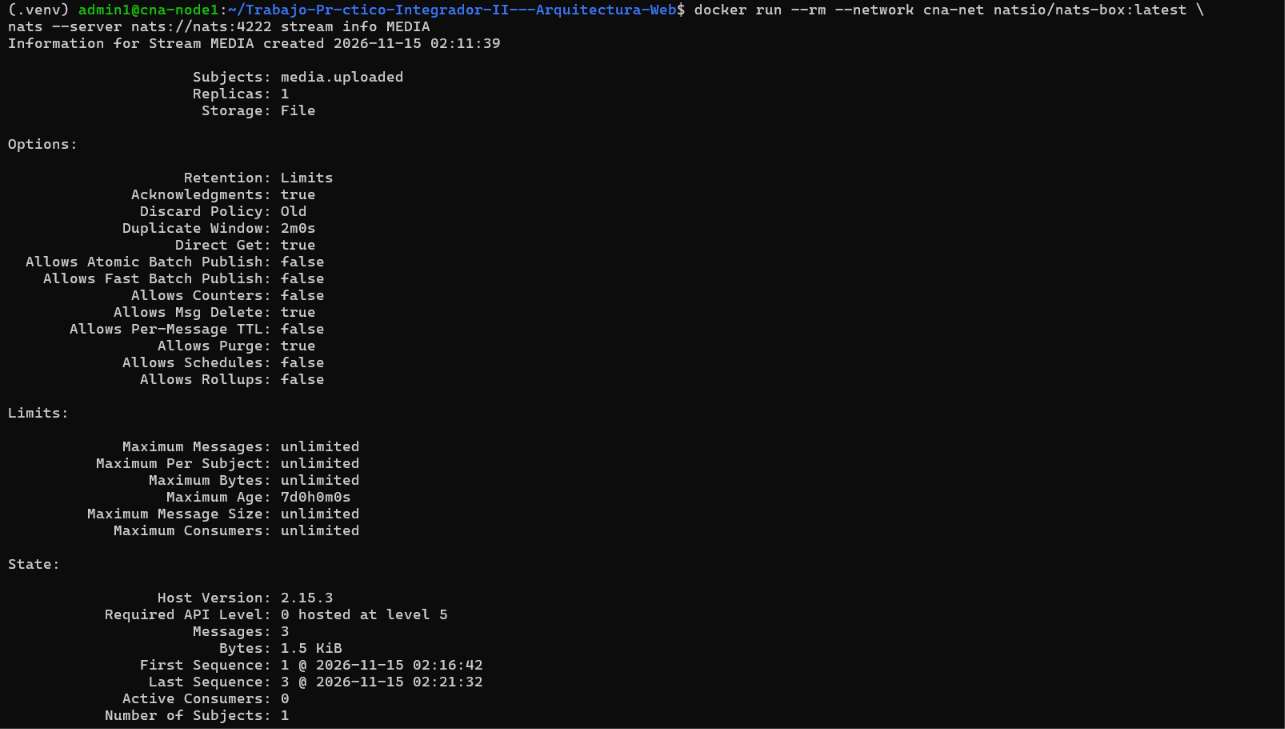 (.venv) admin1@cna-node1:~/Trabajo-Pr-ctico-Integrador-II---Arquitectura-Web$ docker run --rm --network cna-net natsio/nats-box:latest \
nats --server nats://nats:4222 stream info MEDIA
Information for Stream MEDIA created 2026-11-15 02:11:39
Subjects: media.uploaded
Replicas: 1
Storage: File
Options:
Retention: Limits
Acknowledgments: true
Discard Policy: Old
Duplicate Window: 2m0s
Direct Get: true
Allows Atomic Batch Publish: false
Allows Fast Batch Publish: false
Allows Counters: false
Allows Msg Delete: true
Allows Per-Message TTL: false
Allows Purge: true
Allows Schedules: false
Allows Rollups: false
Limits:
Maximum Messages: unlimited
Maximum Per Subject: unlimited
Maximum Bytes: unlimited
Maximum Age: 7d0h0m0s
Maximum Message Size: unlimited
Maximum Consumers: unlimited
State:
Host Version: 2.15.3
Required API Level: 0 hosted at level 5
Messages: 3
Bytes: 1.5 KiB
First Sequence: 1 @ 2026-11-15 02:16:42
Last Sequence: 3 @ 2026-11-15 02:21:32
Active Consumers: 0
Number of Subjects: 1